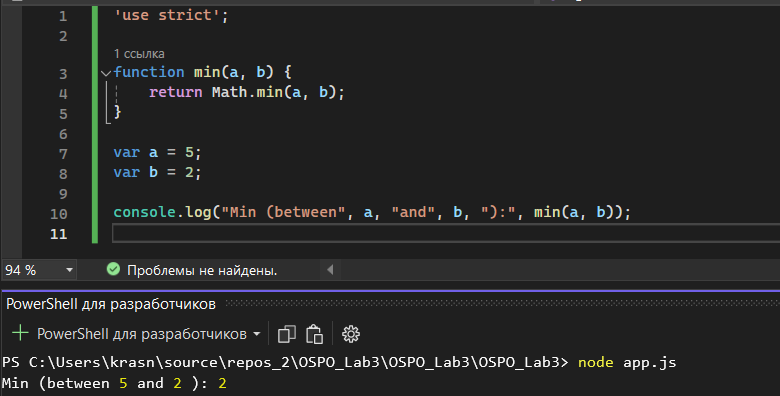 1 'use strict';
2
1 ссылка
3 function min(a, b) {
4 return Math.min(a, b);
5 }
6
7 var a = 5;
8 var b = 2;
9
10 console.log("Min (between", a, "and", b, "):", min(a, b));
11
94 % Проблемы не найдены.
PowerShell для разработчиков
PowerShell для разработчиков
PS C:\Users\krasn\source\repos_2\OSPO_Lab3\OSPO_Lab3\OSPO_Lab3> node app.js
Min (between 5 and 2 ): 2